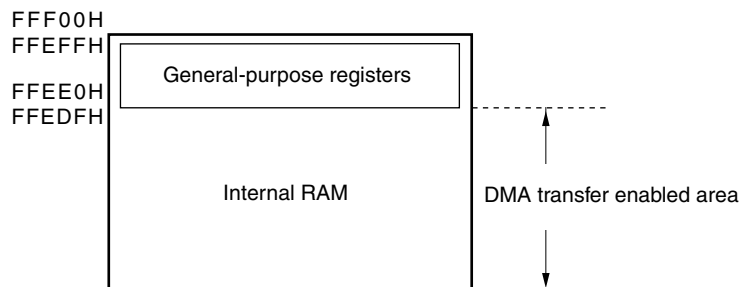 FFF00H
FFEFFH
General-purpose registers
FFEE0H
FFEDFH
Internal RAM
DMA transfer enabled area